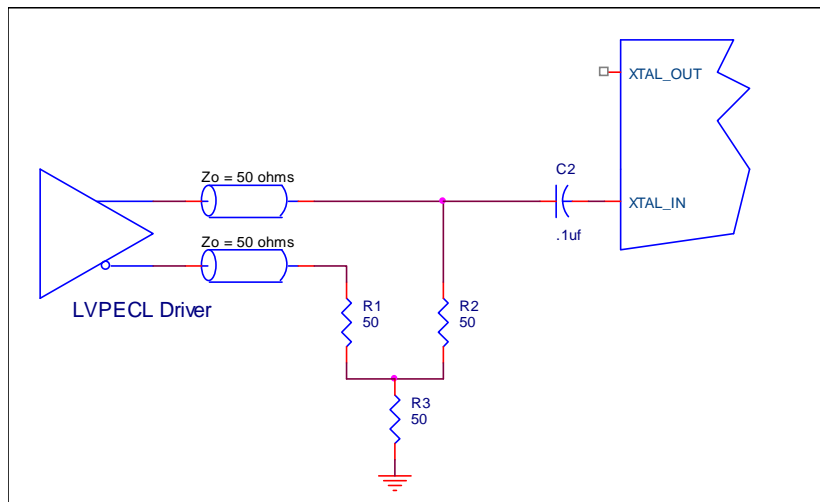 XTAL_OUT
Zo = 50 ohms
C2
XTAL_IN
.1uf
Zo = 50 ohms
LVPECL Driver
R1
50
R2
50
R3
50